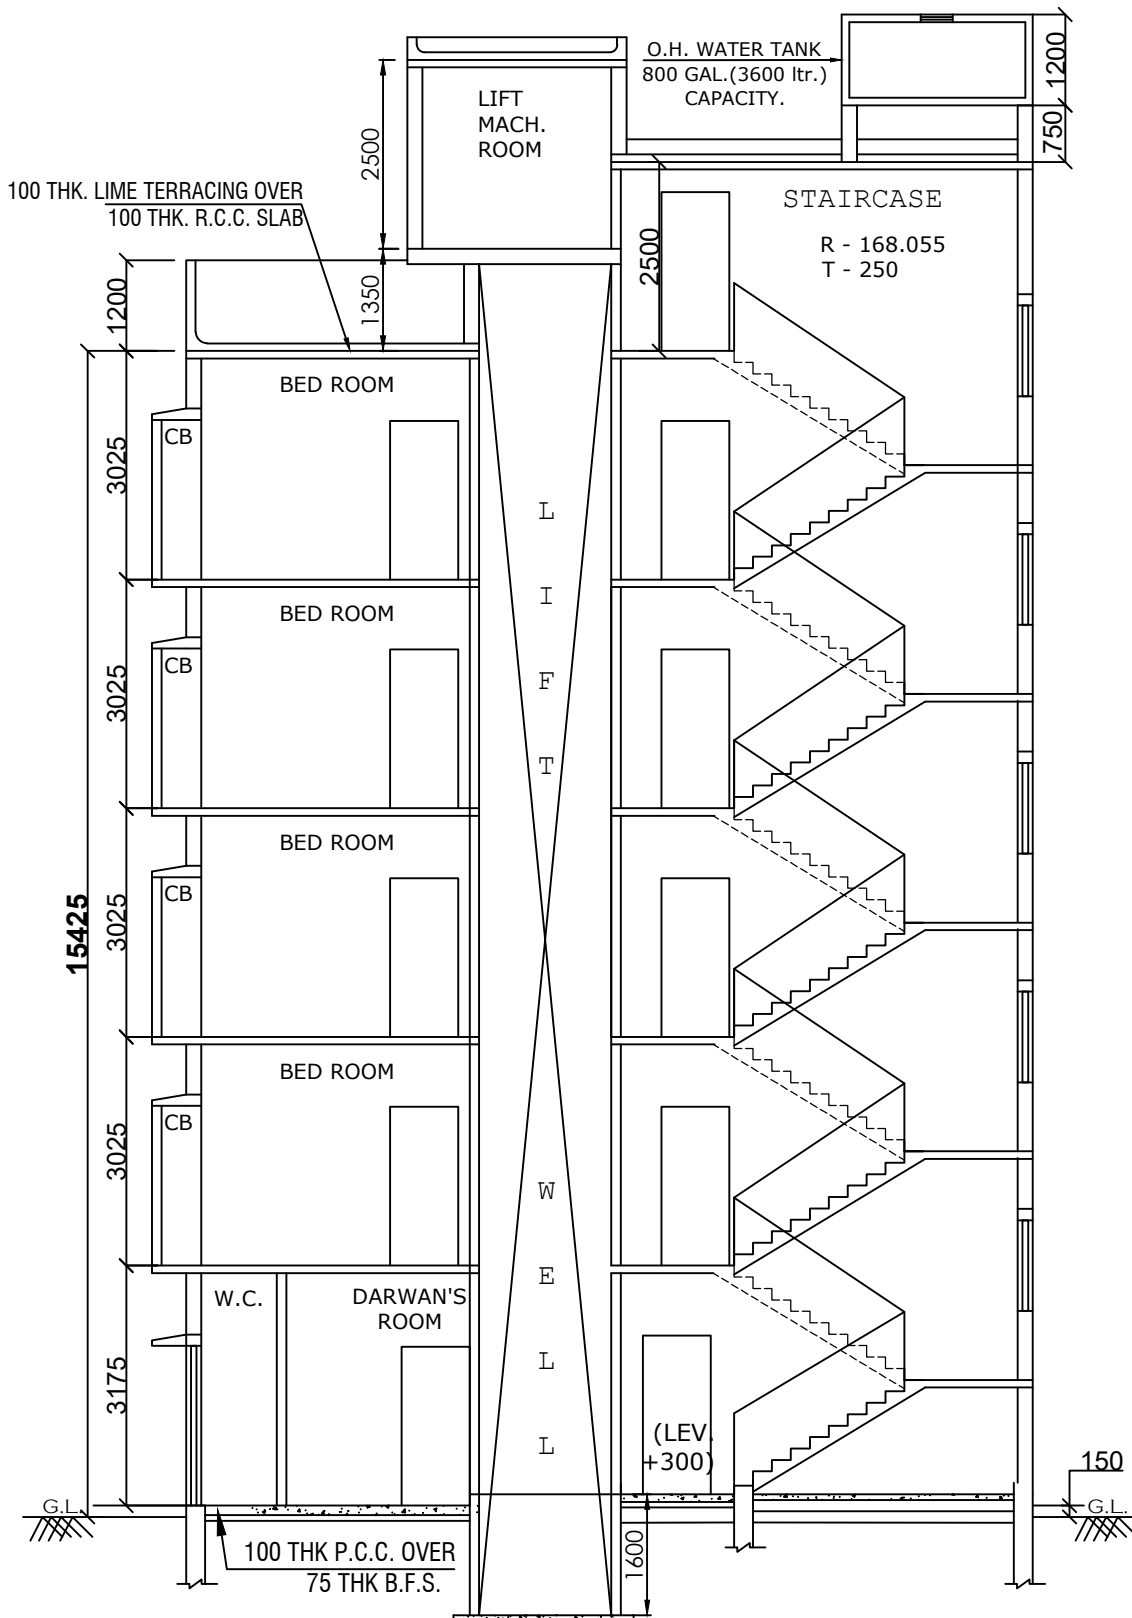 O.H. WATER TANK
800 GAL.(3600 ltr.)
CAPACITY.
1200
750
LIFT
MACH.
ROOM
2500
100 THK. LIME TERRACING OVER
100 THK. R.C.C. SLAB
STAIRCASE
R - 168.055
T - 250
2500
1350
1200
BED ROOM
CB
3025
BED ROOM
CB
3025
BED ROOM
CB
3025
15425
BED ROOM
CB
3025
LIFT
WELL
W.C.
DARWAN'S
ROOM
3175
(LEV.
+300)
150
G.L.
G.L.
1600
100 THK P.C.C. OVER
75 THK B.F.S.